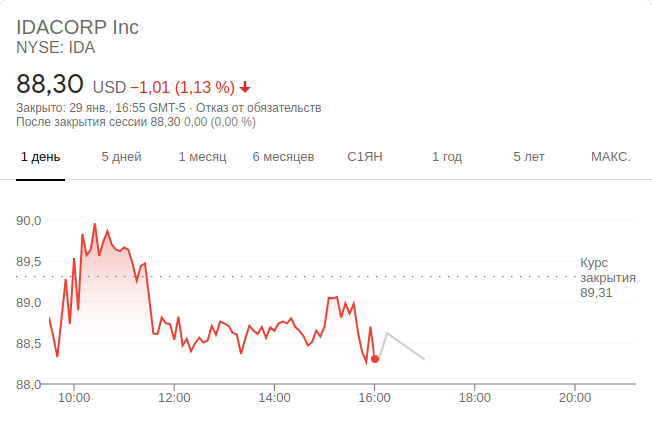 IDACORP Inc
NYSE: IDA
88,30 USD −1,01 (1,13 %)
Закрыто: 29 янв., 16:55 GMT-5 · Отказ от обязательств
После закрытия сессии 88,30 0,00 (0,00 %)
1 день 5 дней 1 месяц 6 месяцев С1ЯН 1 год 5 лет МАКС.
90,0
89,5
Курс
закрытия
89,31
89,0
88,5
88,0
10:00 12:00 14:00 16:00 18:00 20:00